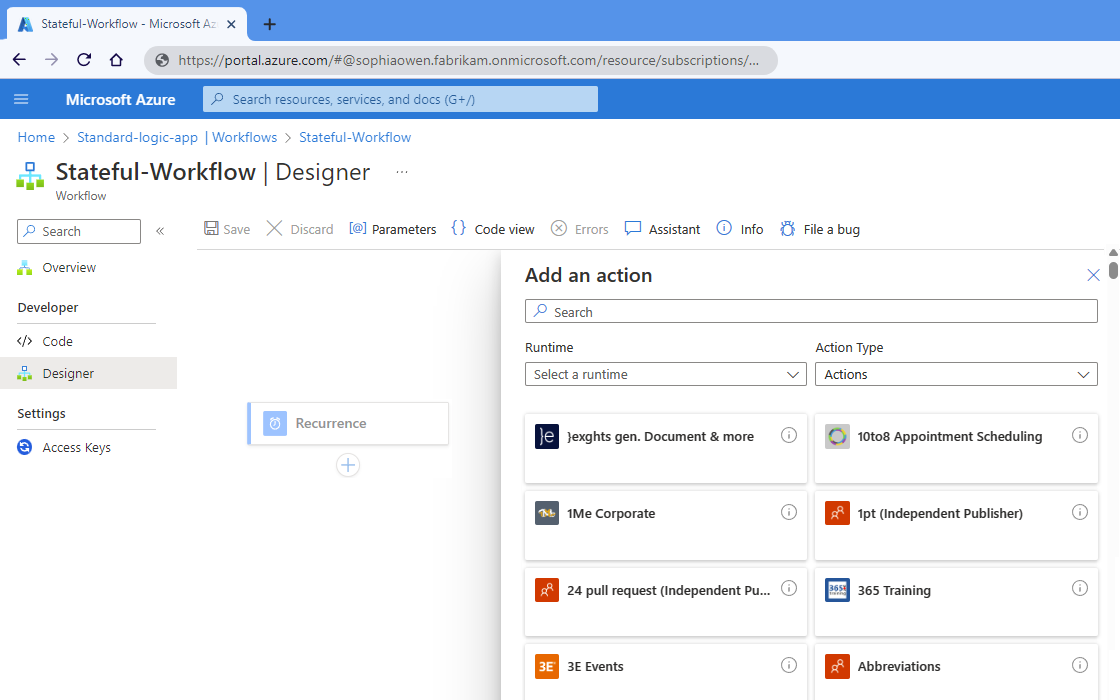 Stateful-Workflow - Microsoft Az
https://portal.azure.com/#@sophiaowen.fabrikam.onmicrosoft.com/resource/subscriptions/...
Microsoft Azure
Search resources, services, and docs (G+/)
Home > Standard-logic-app | Workflows > Stateful-Workflow
Stateful-Workflow | Designer ...
Workflow
Search «
Save Discard [@] Parameters {} Code view Errors Assistant Info File a bug
Overview
Developer
</> Code
Designer
Settings
Access Keys
Recurrence
Add an action
Search
Runtime
Action Type
Select a runtime
Actions
}e }exghts gen. Document & more
10to8 Appointment Scheduling
1Me Corporate
1pt (Independent Publisher)
24 pull request (Independent Pu...
365 Training
3E 3E Events
Abbreviations